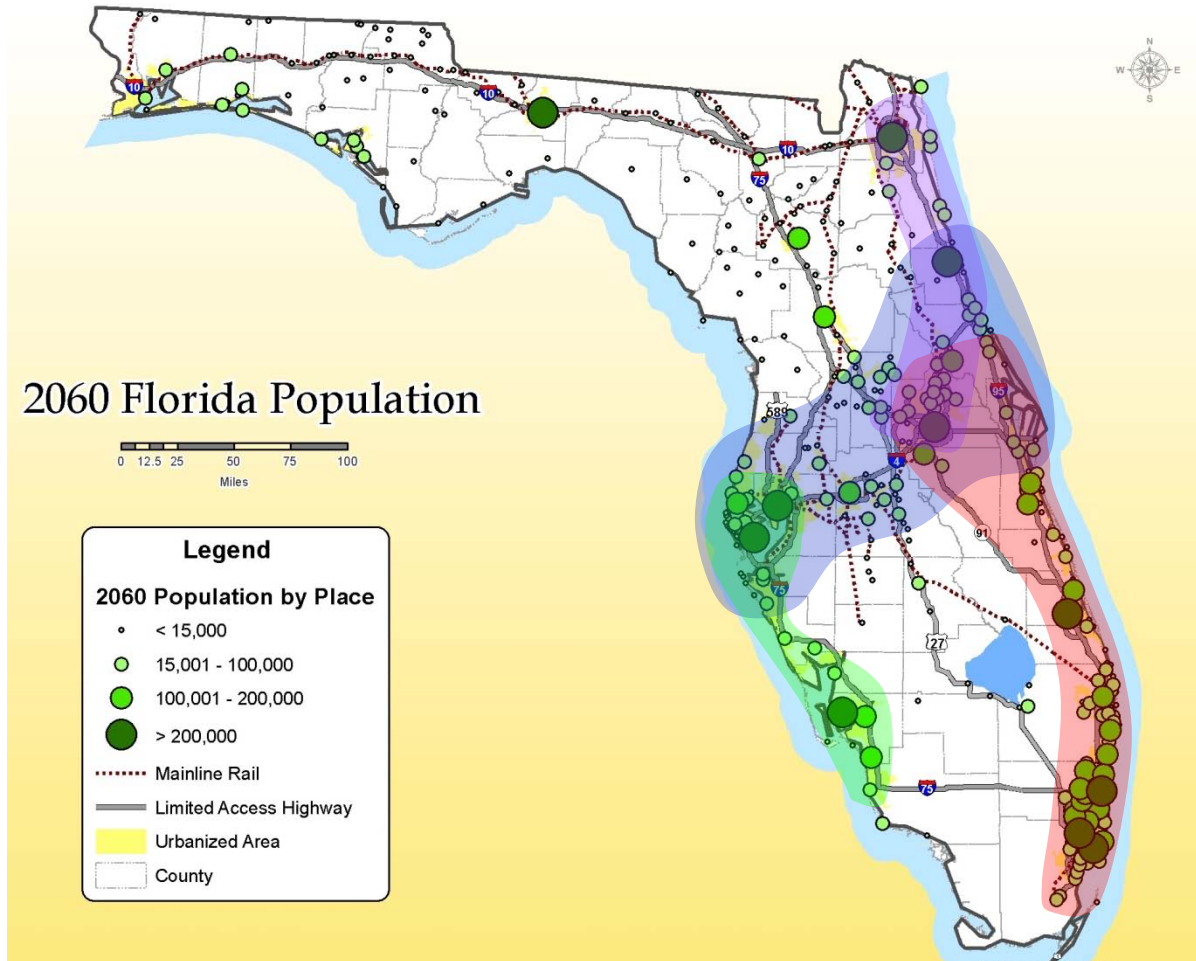 N
W E
S
10
10
10
75
2060 Florida Population
589
95
4
0 12.5 25 50 75 100
Miles
91
75
27
75
Legend
2060 Population by Place
< 15,000
15,001 - 100,000
100,001 - 200,000
> 200,000
Mainline Rail
Limited Access Highway
Urbanized Area
County